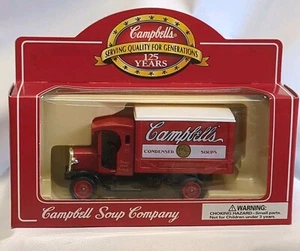 Campbell's
SERVING QUALITY FOR GENERATIONS
125
YEARS
Campbell's
CONDENSED SOUPS
Campbell Soup Company
WARNING:
CHOKING HAZARD-Small parts.
Not for Children under 3 years